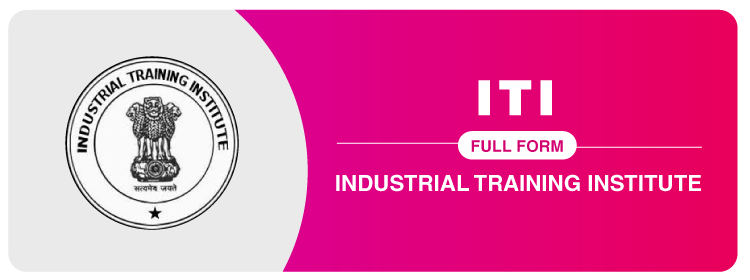 INDUSTRIAL TRAINING INSTITUTE
सत्यमेव जयते
ITI
FULL FORM
INDUSTRIAL TRAINING INSTITUTE